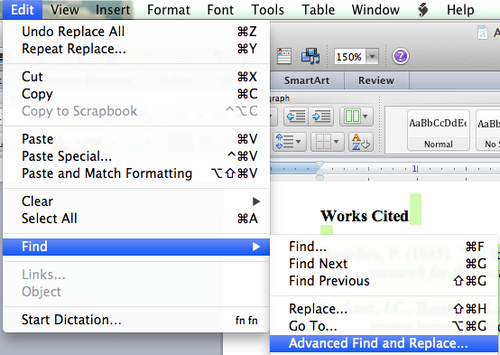 Edit View Insert Format Font Tools Table Window Help
Undo Replace All ⌘Z
Repeat Replace... ⌘Y
Cut ⌘X
Copy ⌘C
Copy to Scrapbook ^⌥C
Paste ⌘V
Paste Special... ^⌘V
Paste and Match Formatting ⌥⇧⌘V
Clear
Select All ⌘A
Find
Links...
Object
Start Dictation... fn fn
Find... ⌘F
Find Next ⌘G
Find Previous ⇧⌘G
Replace... ⇧⌘H
Go To... ⌥⌘G
Advanced Find and Replace...
150%
SmartArt Review
AaBbCcDdEe
Normal
1
Works Cited
P. (1985).